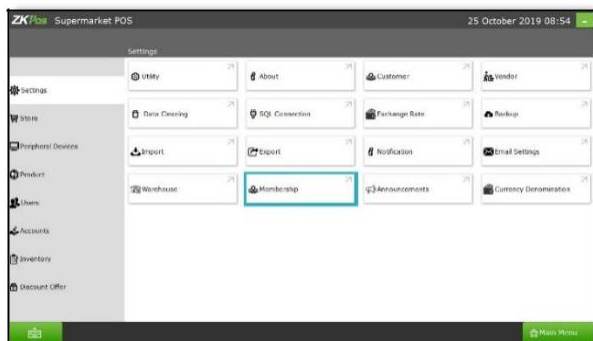 ZKPos Supermarket POS 25 October 2019 08:54
Settings
Settings
Store
Peripheral Devices
Product
Users
Accounts
Inventory
Discount Offer
Utility About Customer Vendor
Data Cleaning SQL Connection Exchange Rate Backup
Import Export Notification Email Settings
Warehouse Membership Announcements Currency Denomination
Main Menu